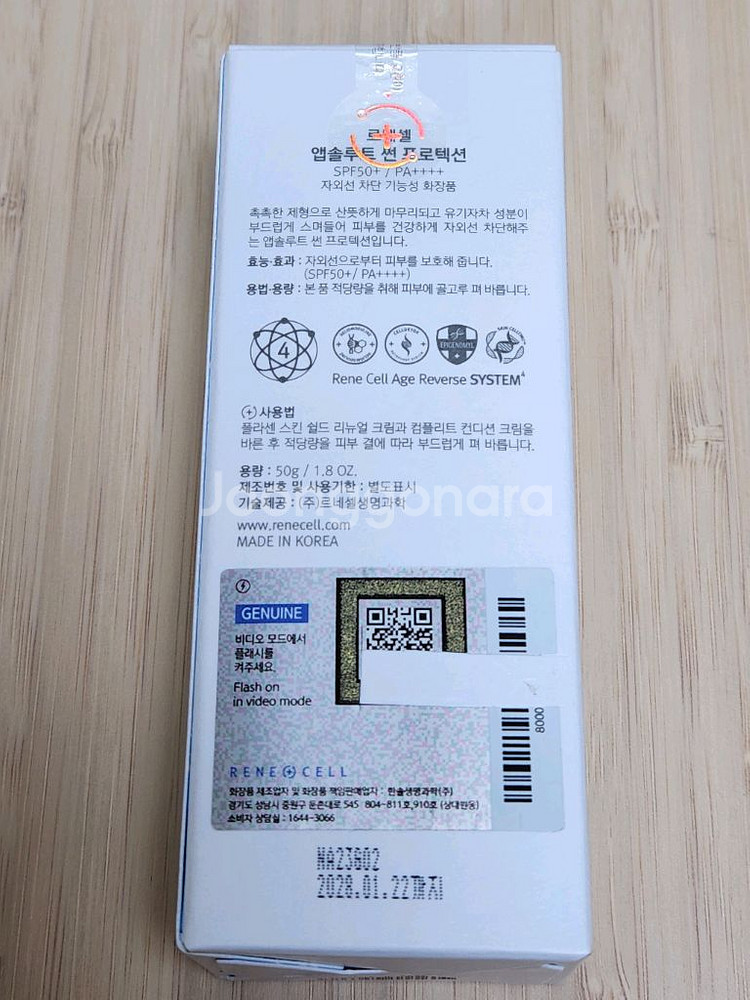 르네셀
앱솔루트 썬 프로텍션
SPF50+ / PA++++
자외선 차단 기능성 화장품
촉촉한 제형으로 산뜻하게 마무리되고 유기자차 성분이
부드럽게 스며들어 피부를 건강하게 자외선 차단해주
는 앱솔루트 썬 프로텍션입니다.
효능·효과 : 자외선으로부터 피부를 보호해 줍니다.
(SPF50+/ PA++++)
용법·용량 : 본 품 적당량을 취해 피부에 골고루 펴 바릅니다.
4
EPICENTMYL
Rene Cell Age Reverse SYSTEM4
사용법
플라센 스킨 쉴드 리뉴얼 크림과 컴플리트 컨디션 크림을
바른 후 적당량을 피부 결에 따라 부드럽게 펴 바릅니다.
용량 : 50g / 1.8 OZ.
제조번호 및 사용기한 : 별도표시
기술제공 : (주)르네셀생명과학
Joonggonara
www.renecell.com
MADE IN KOREA
GENUINE
비디오 모드에서
플래시를
켜주세요.
Flash on
in video mode
8000
RENE CELL
화장품 제조업자 및 화장품 책임판매업자 : 한솔생명과학(주)
경기도 성남시 중원구 둔촌대로 545 804-811호,910호 (상대원동)
소비자 상담실 : 1644-3066
NA23G02
2028.01.22까지